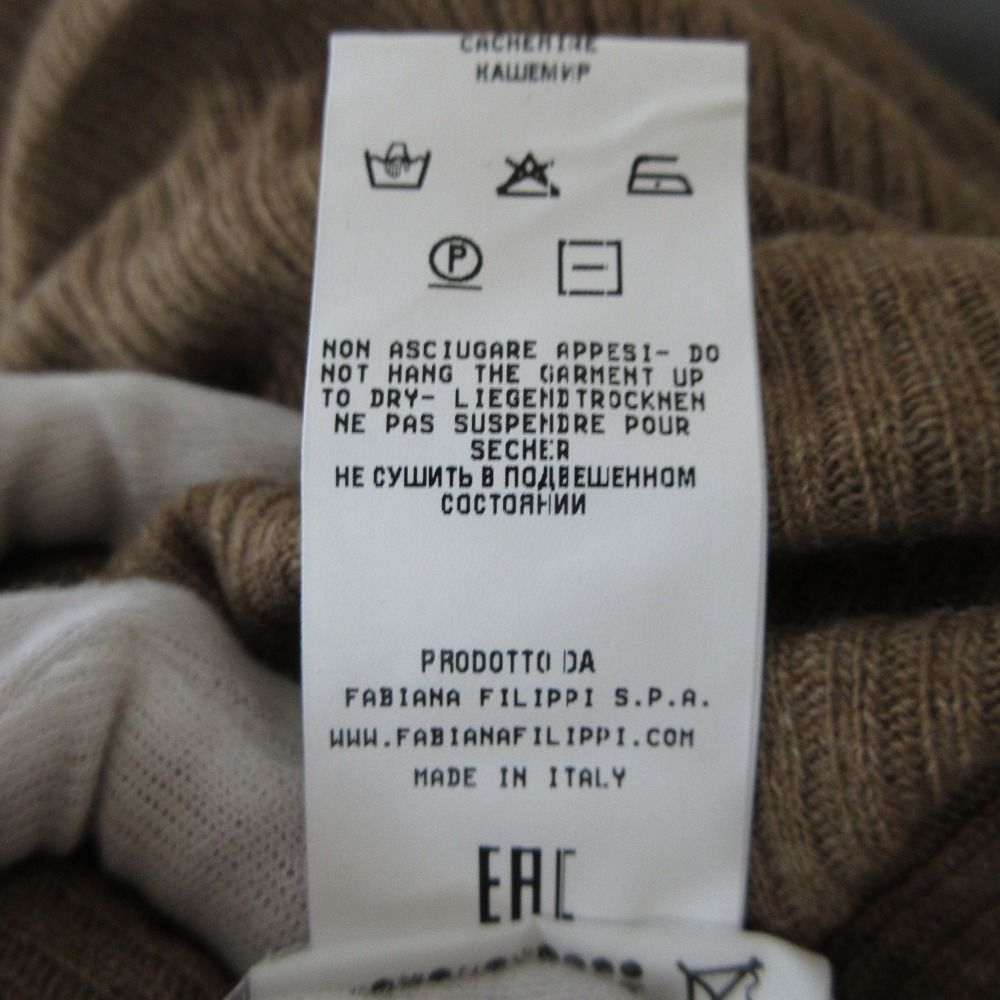 CACHEMIRE
КАШЕМИР
P
NON ASCIUGARE APPESI- DO
NOT HANG THE GARMENT UP
TO DRY- LIEGENDTROCKNEN
NE PAS SUSPENDRE POUR
SECHER
НЕ СУШИТЬ В ПОДВЕШЕННОМ
СОСТОЯНИИ
PRODOTTO DA
FABIANA FILIPPI S.P.A.
WWW.FABIANAFILIPPI.COM
MADE IN ITALY
EAC